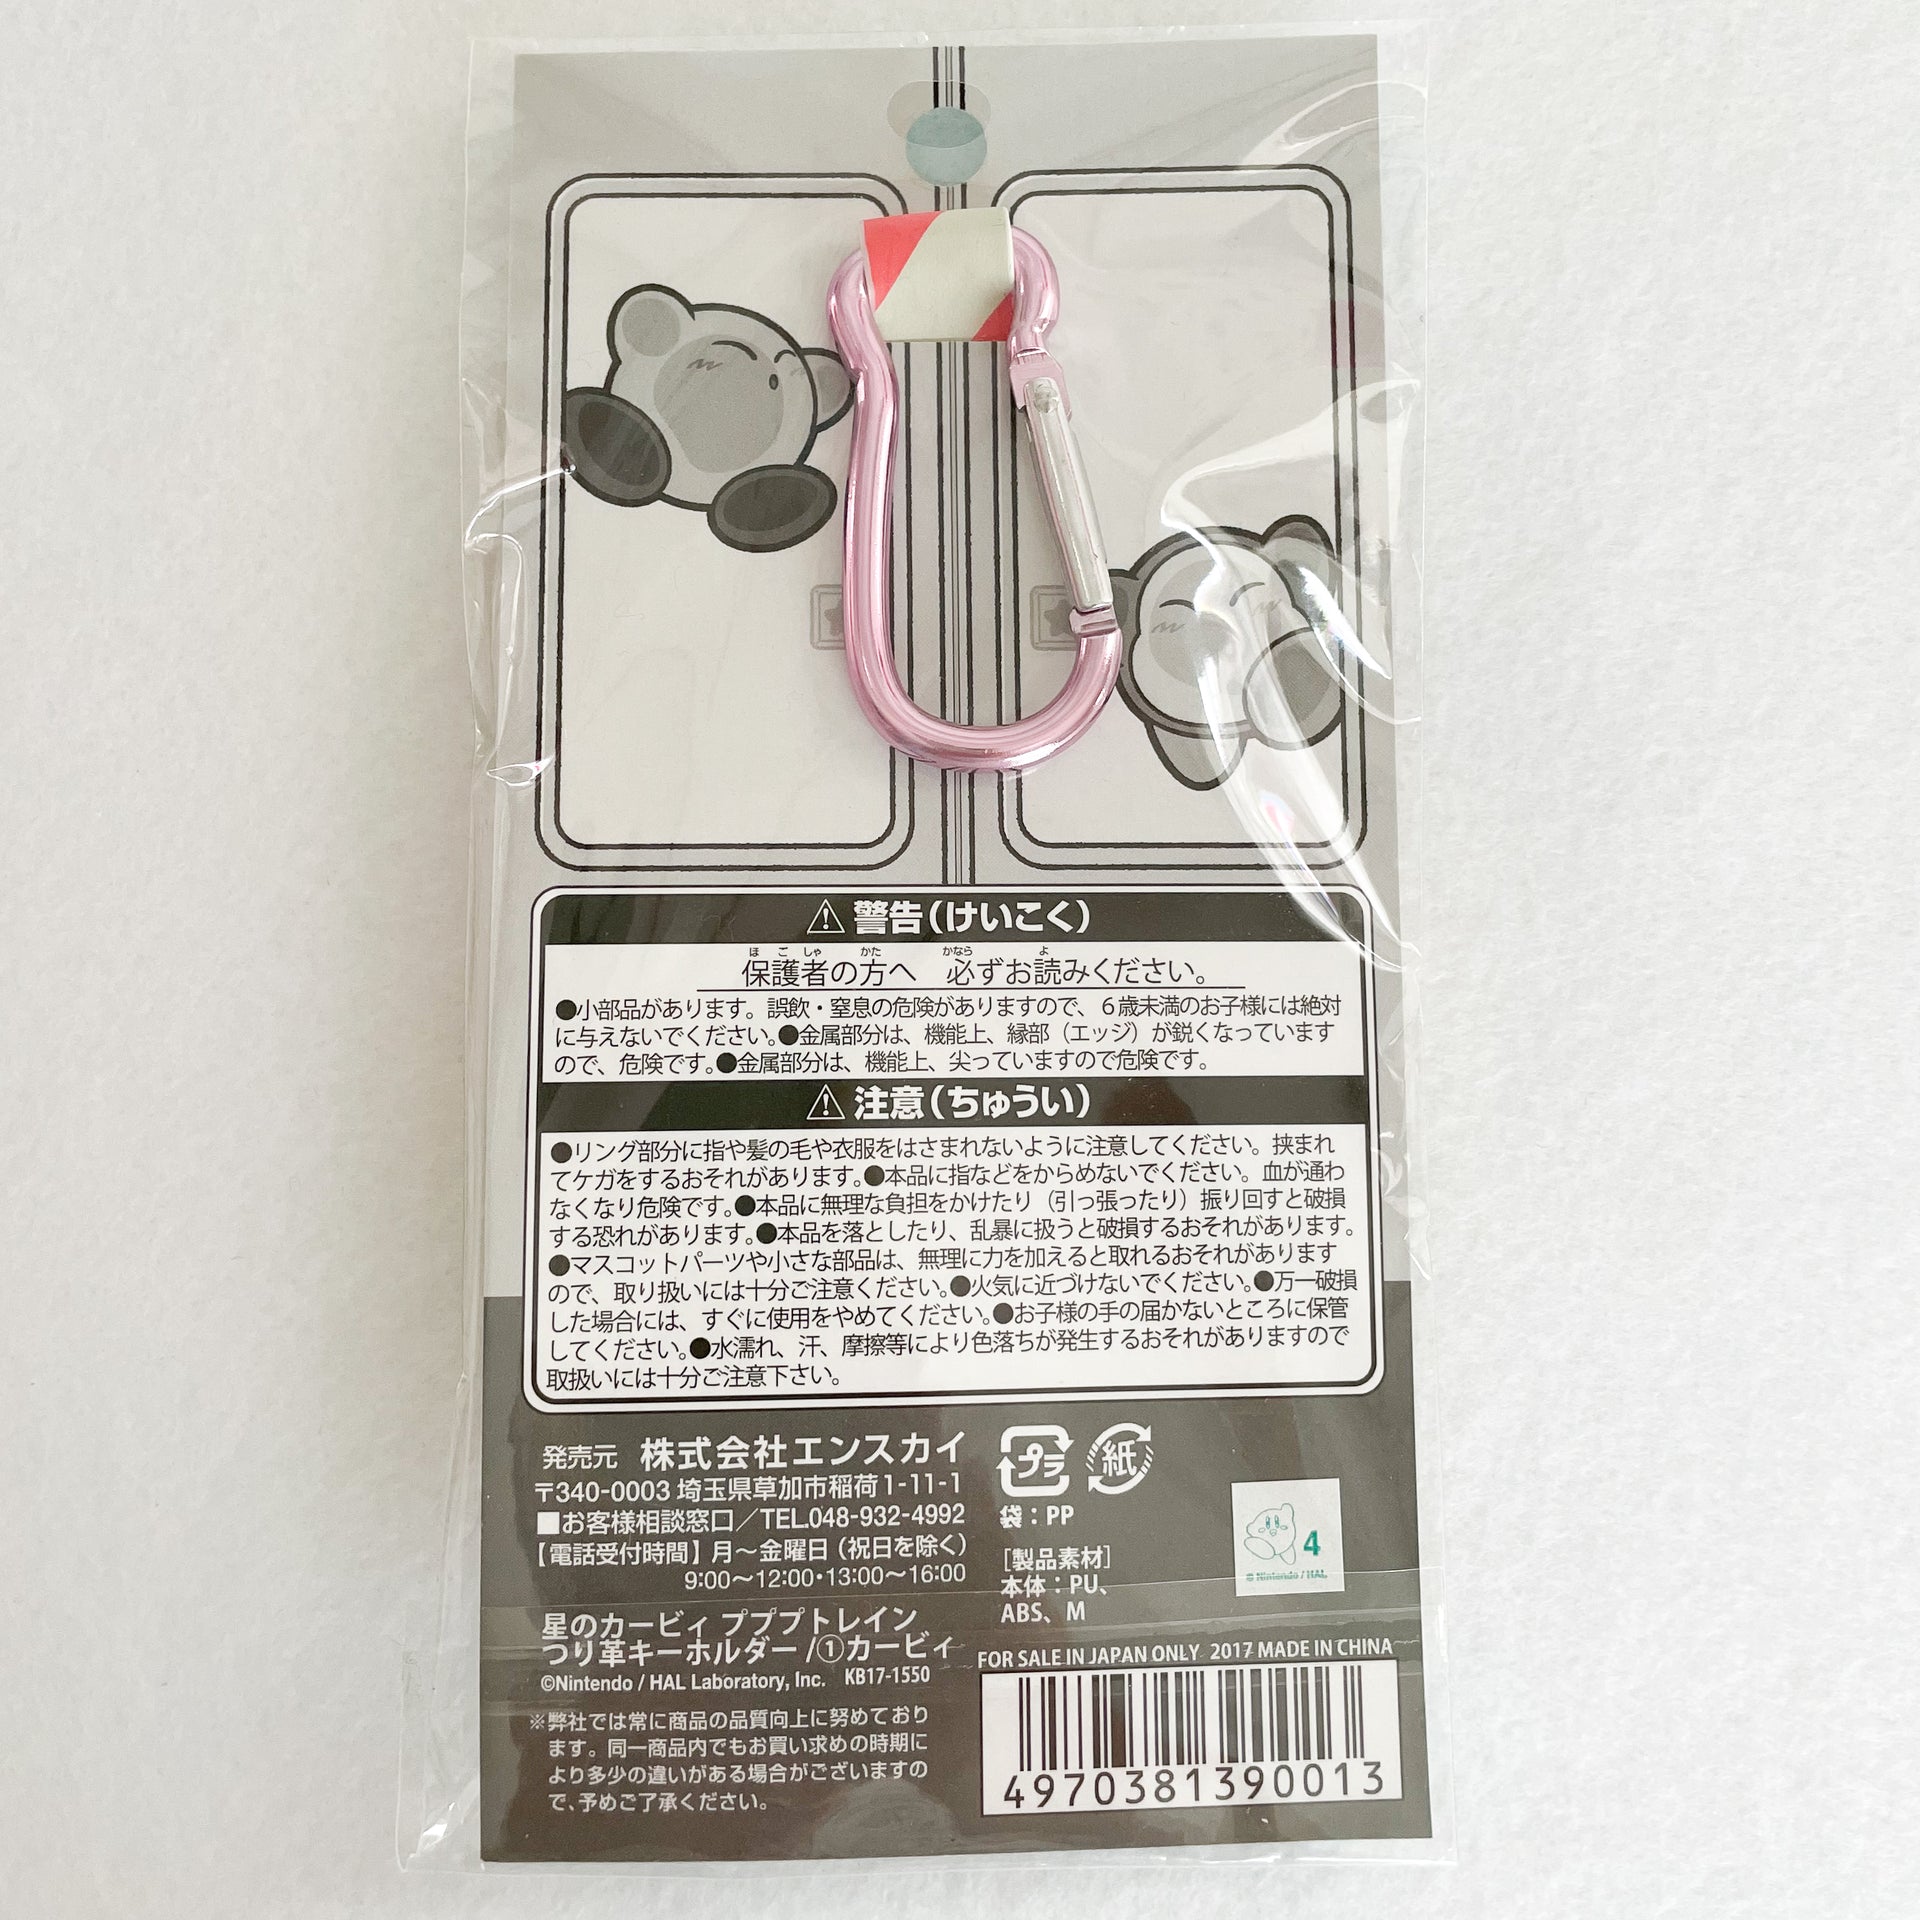 ⚠ 警告(けいこく)
保護者の方へ 必ずお読みください。
●小部品があります。誤飲・窒息の危険がありますので、６歳未満のお子様には絶対
に与えないでください。●金属部分は、機能上、縁部（エッジ）が鋭くなっています
ので、危険です。●金属部分は、機能上、尖っていますので危険です。
⚠ 注意(ちゅうい)
●リング部分に指や髪の毛や衣服をはさまれないように注意してください。挟まれ
てケガをするおそれがあります。●本品に指などをからめないでください。血が通わ
なくなり危険です。●本品に無理な負担をかけたり（引っ張ったり）振り回すと破損
する恐れがあります。●本品を落としたり、乱暴に扱うと破損するおそれがあります。
●マスコットパーツや小さな部品は、無理に力を加えると取れるおそれがあります
ので、取り扱いには十分ご注意ください。●火気に近づけないでください。●万一破損
した場合には、すぐに使用をやめてください。●お子様の手の届かないところに保管
してください。●水濡れ、汗、摩擦等により色落ちが発生するおそれがありますので
取扱いには十分ご注意下さい。
発売元 株式会社エンスカイ
〒340-0003 埼玉県草加市稲荷1-11-1
■お客様相談窓口／TEL.048-932-4992
【電話受付時間】月〜金曜日（祝日を除く）
9:00〜12:00・13:00〜16:00
星のカービィ プププトレイン
つり革キーホルダー /①カービィ
©Nintendo / HAL Laboratory, Inc. KB17-1550
※弊社では常に商品の品質向上に努めており
ます。同一商品内でもお買い求めの時期に
より多少の違いがある場合がございますの
で、予めご了承ください。
プラ 紙
袋：PP
[製品素材]
本体：PU、
ABS、M
4
© Nintendo / HAL
FOR SALE IN JAPAN ONLY 2017 MADE IN CHINA
4970381390013